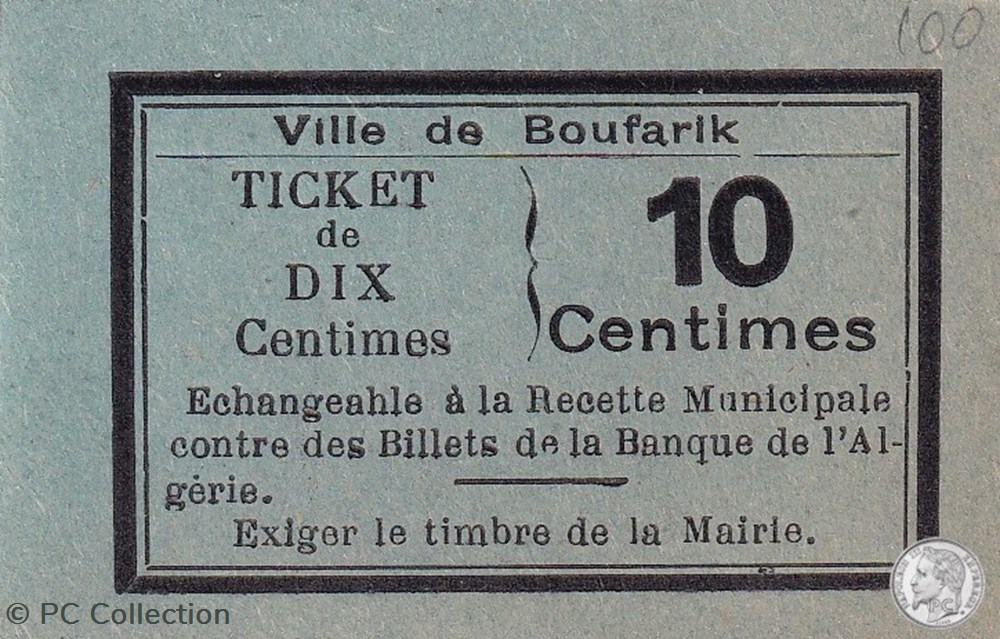 100
Ville de Boufarik
TICKET
de
DIX
Centimes
10
Centimes
Echangeahle à la Recette Municipale
contre des Billets de la Banque de l'Al-
gérie.
Exiger le timbre de la Mairie.
© PC Collection
PC